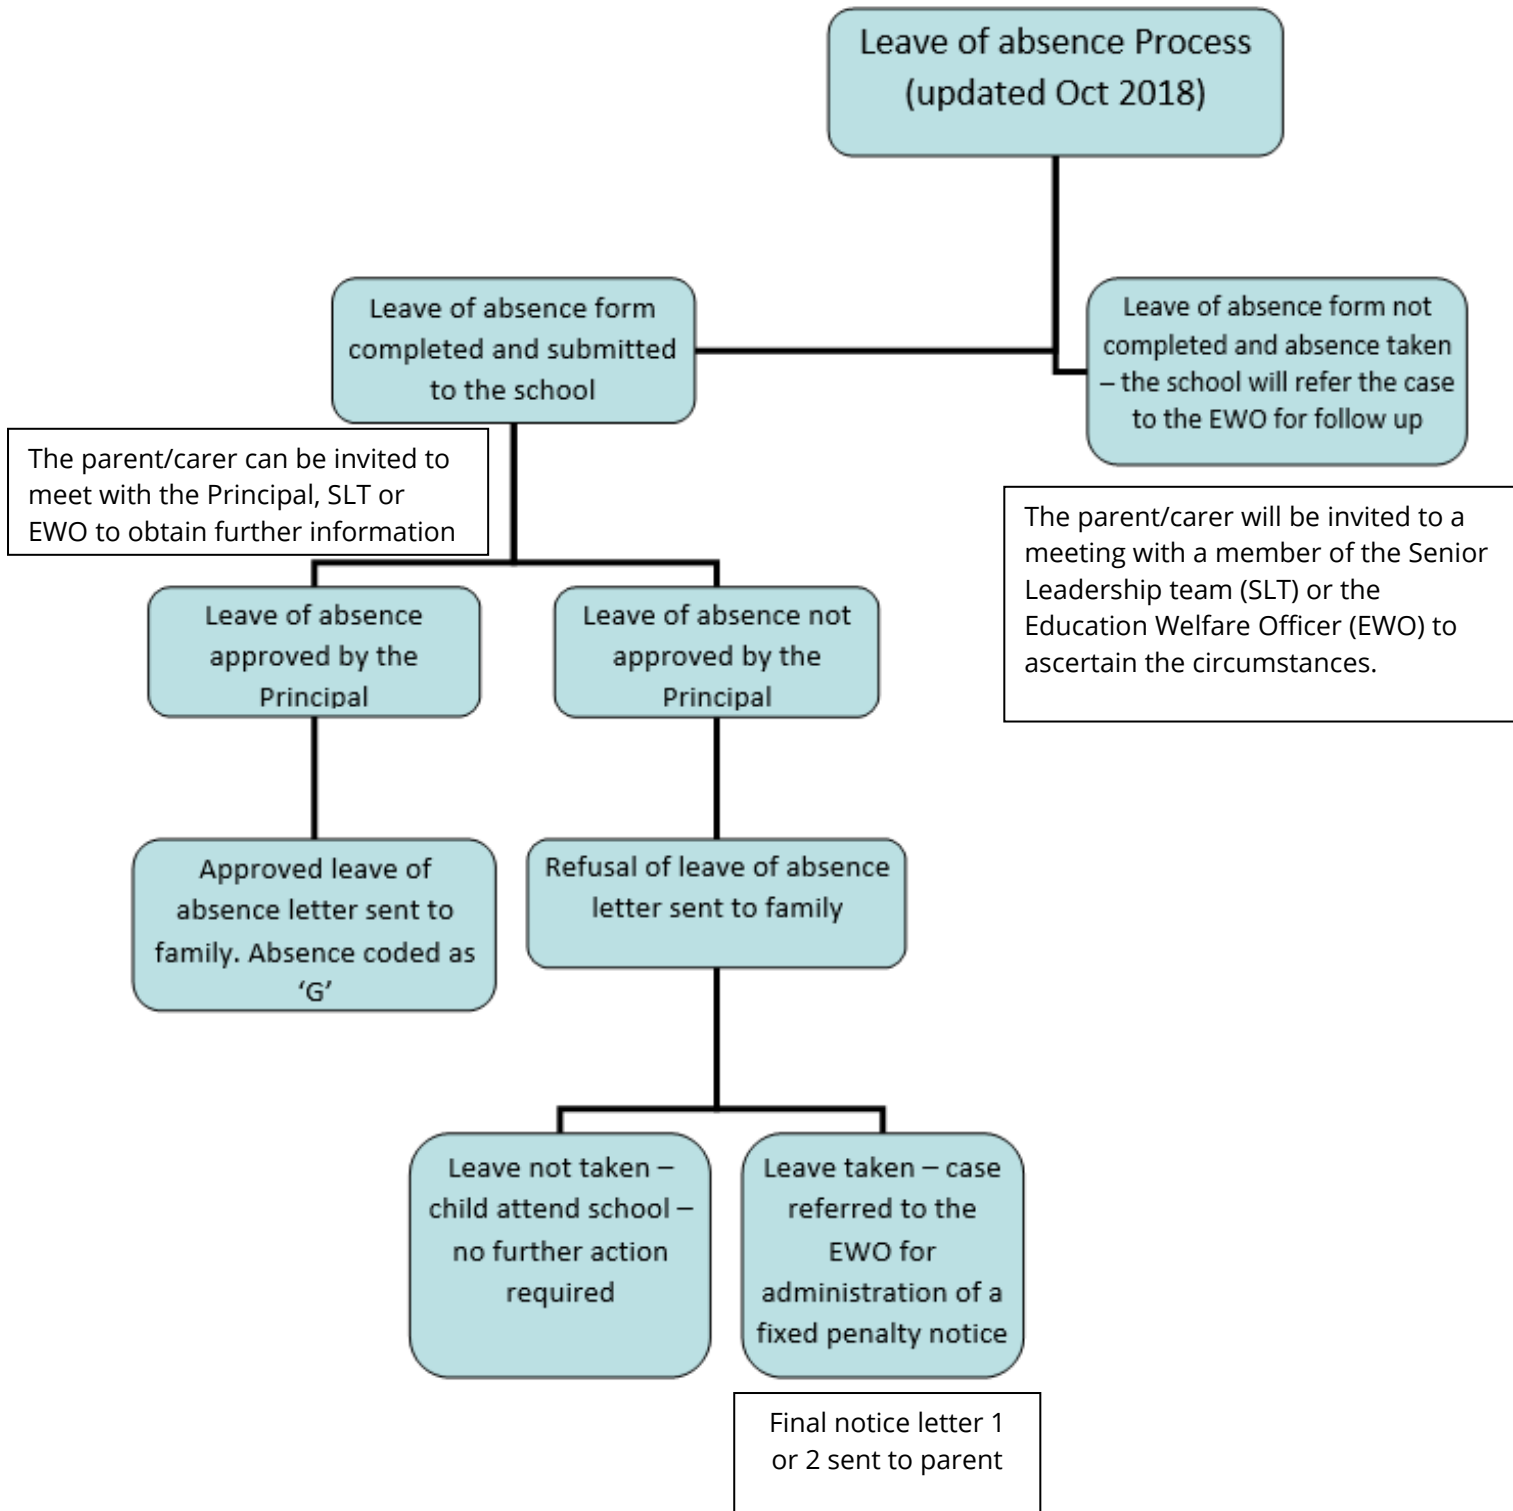 Leave of absence Process
(updated Oct 2018)
Leave of absence form
completed and submitted
to the school
Leave of absence form not
completed and absence taken
– the school will refer the case
to the EWO for follow up
The parent/carer can be invited to
meet with the Principal, SLT or
EWO to obtain further information
The parent/carer will be invited to a
meeting with a member of the Senior
Leadership team (SLT) or the
Education Welfare Officer (EWO) to
ascertain the circumstances.
Leave of absence
approved by the
Principal
Leave of absence not
approved by the
Principal
Approved leave of
absence letter sent to
family. Absence coded as
‘G’
Refusal of leave of absence
letter sent to family
Leave not taken –
child attend school –
no further action
required
Leave taken – case
referred to the
EWO for
administration of a
fixed penalty notice
Final notice letter 1
or 2 sent to parent